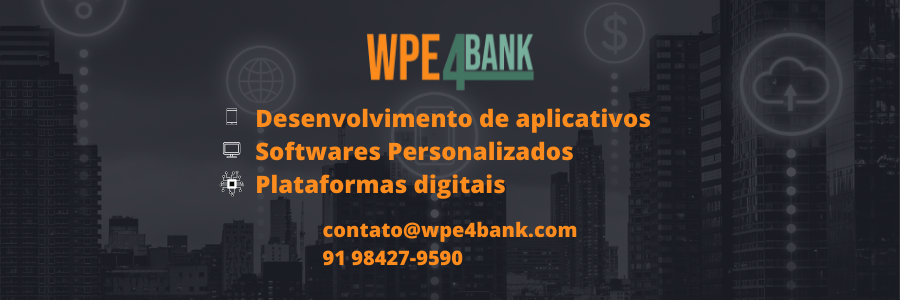 WPE4BANK
Desenvolvimento de aplicativos
Softwares Personalizados
Plataformas digitais
contato@wpe4bank.com
91 98427-9590